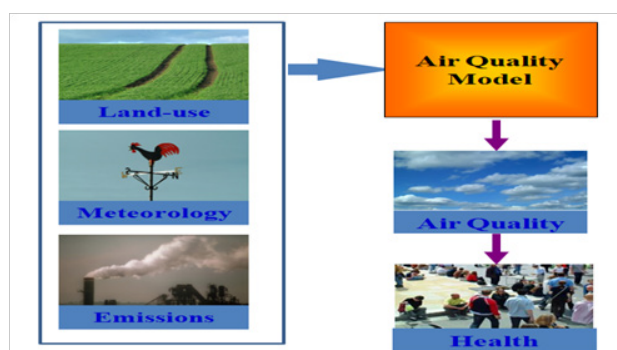 Land-use
Meteorology
Emissions
Air Quality
Model
Air Quality
Health